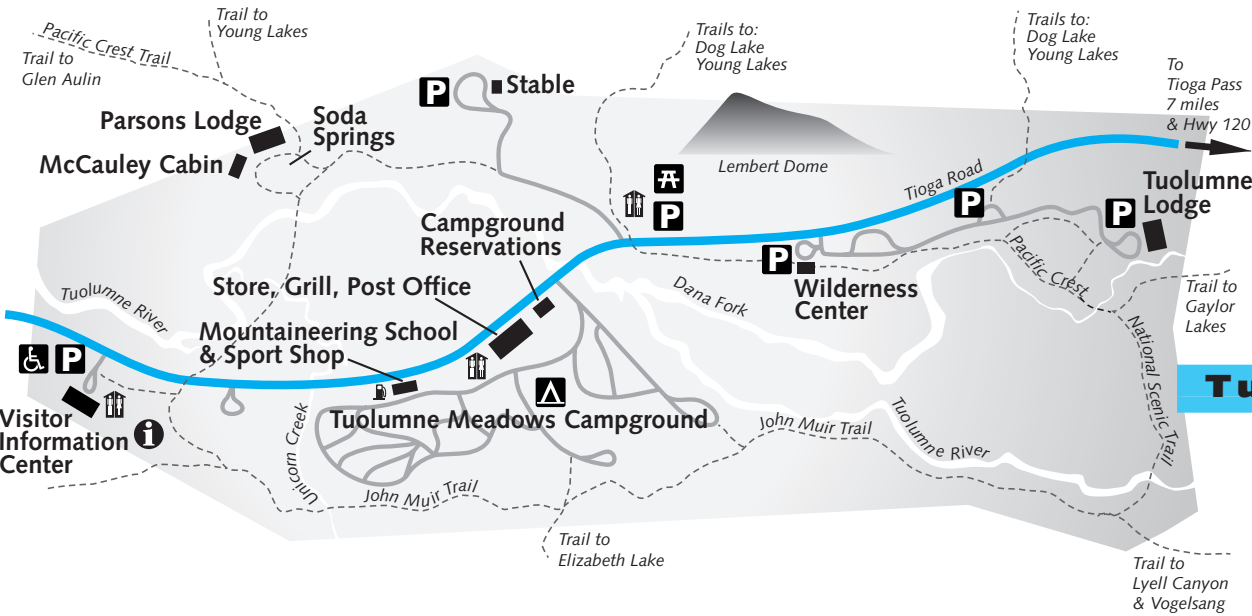 Trail to
Young Lakes
Pacific Crest Trail
Trail to
Glen Aulin
Trails to:
Dog Lake
Young Lakes
Trails to:
Dog Lake
Young Lakes
To
Tioga Pass
7 miles
& Hwy 120
P
Stable
Parsons Lodge
Soda
Springs
McCauley Cabin
Lembert Dome
Tioga Road
P
P
P
Tuolumne
Lodge
Campground
Reservations
Pacific Crest
P
Wilderness
Center
Store, Grill, Post Office
Dana Fork
Tuolumne River
Trail to
Gaylor
Lakes
Mountaineering School
& Sport Shop
National Scenic Trail
P
Tu
Visitor
Information
Center
i
Unicorn Creek
Tuolumne Meadows Campground
John Muir Trail
Tuolumne River
John Muir Trail
Trail to
Elizabeth Lake
Trail to
Lyell Canyon
& Vogelsang